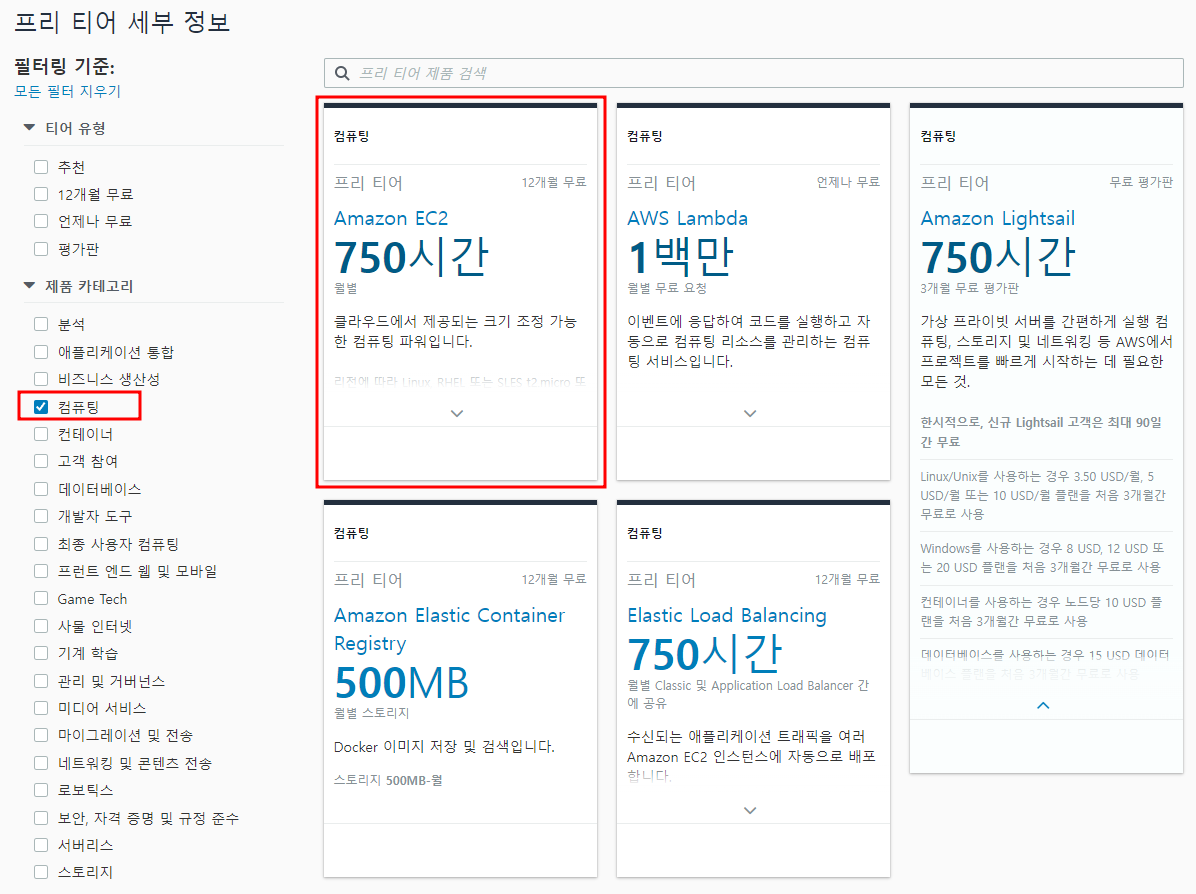 프리 티어 세부 정보
필터링 기준:
모든 필터 지우기
티어 유형
추천
12개월 무료
언제나 무료
평가판
제품 카테고리
분석
애플리케이션 통합
비즈니스 생산성
컴퓨팅
컨테이너
고객 참여
데이터베이스
개발자 도구
최종 사용자 컴퓨팅
프런트 엔드 웹 및 모바일
Game Tech
사물 인터넷
기계 학습
관리 및 거버넌스
미디어 서비스
마이그레이션 및 전송
네트워킹 및 콘텐츠 전송
로보틱스
보안, 자격 증명 및 규정 준수
서버리스
스토리지
프리 티어 제품 검색
컴퓨팅
프리 티어 12개월 무료
Amazon EC2
750시간
월별
클라우드에서 제공되는 크기 조정 가능
한 컴퓨팅 파워입니다.
리전에 따라 Linux, RHEL 또는 SLES t2.micro 또
컴퓨팅
프리 티어 언제나 무료
AWS Lambda
1백만
월별 무료 요청
이벤트에 응답하여 코드를 실행하고 자
동으로 컴퓨팅 리소스를 관리하는 컴퓨
팅 서비스입니다.
컴퓨팅
프리 티어 무료 평가판
Amazon Lightsail
750시간
3개월 무료 평가판
가상 프라이빗 서버를 간편하게 실행 컴
퓨팅, 스토리지 및 네트워킹 등 AWS에서
프로젝트를 빠르게 시작하는 데 필요한
모든 것.
한시적으로, 신규 Lightsail 고객은 최대 90일
간 무료
Linux/Unix를 사용하는 경우 3.50 USD/월, 5
USD/월 또는 10 USD/월 플랜을 처음 3개월간
무료로 사용
Windows를 사용하는 경우 8 USD, 12 USD 또
는 20 USD 플랜을 처음 3개월간 무료로 사용
컨테이너를 사용하는 경우 노드당 10 USD 플
랜을 처음 3개월간 무료로 사용
데이터베이스를 사용하는 경우 15 USD 데이터
베이스 플랜을 처음 3개월간 무료로 사용
컴퓨팅
프리 티어 12개월 무료
Amazon Elastic Container
Registry
500MB
월별 스토리지
Docker 이미지 저장 및 검색입니다.
스토리지 500MB-월
컴퓨팅
프리 티어 12개월 무료
Elastic Load Balancing
750시간
월별 Classic 및 Application Load Balancer 간
에 공유
수신되는 애플리케이션 트래픽을 여러
Amazon EC2 인스턴스에 자동으로 배포
합니다.